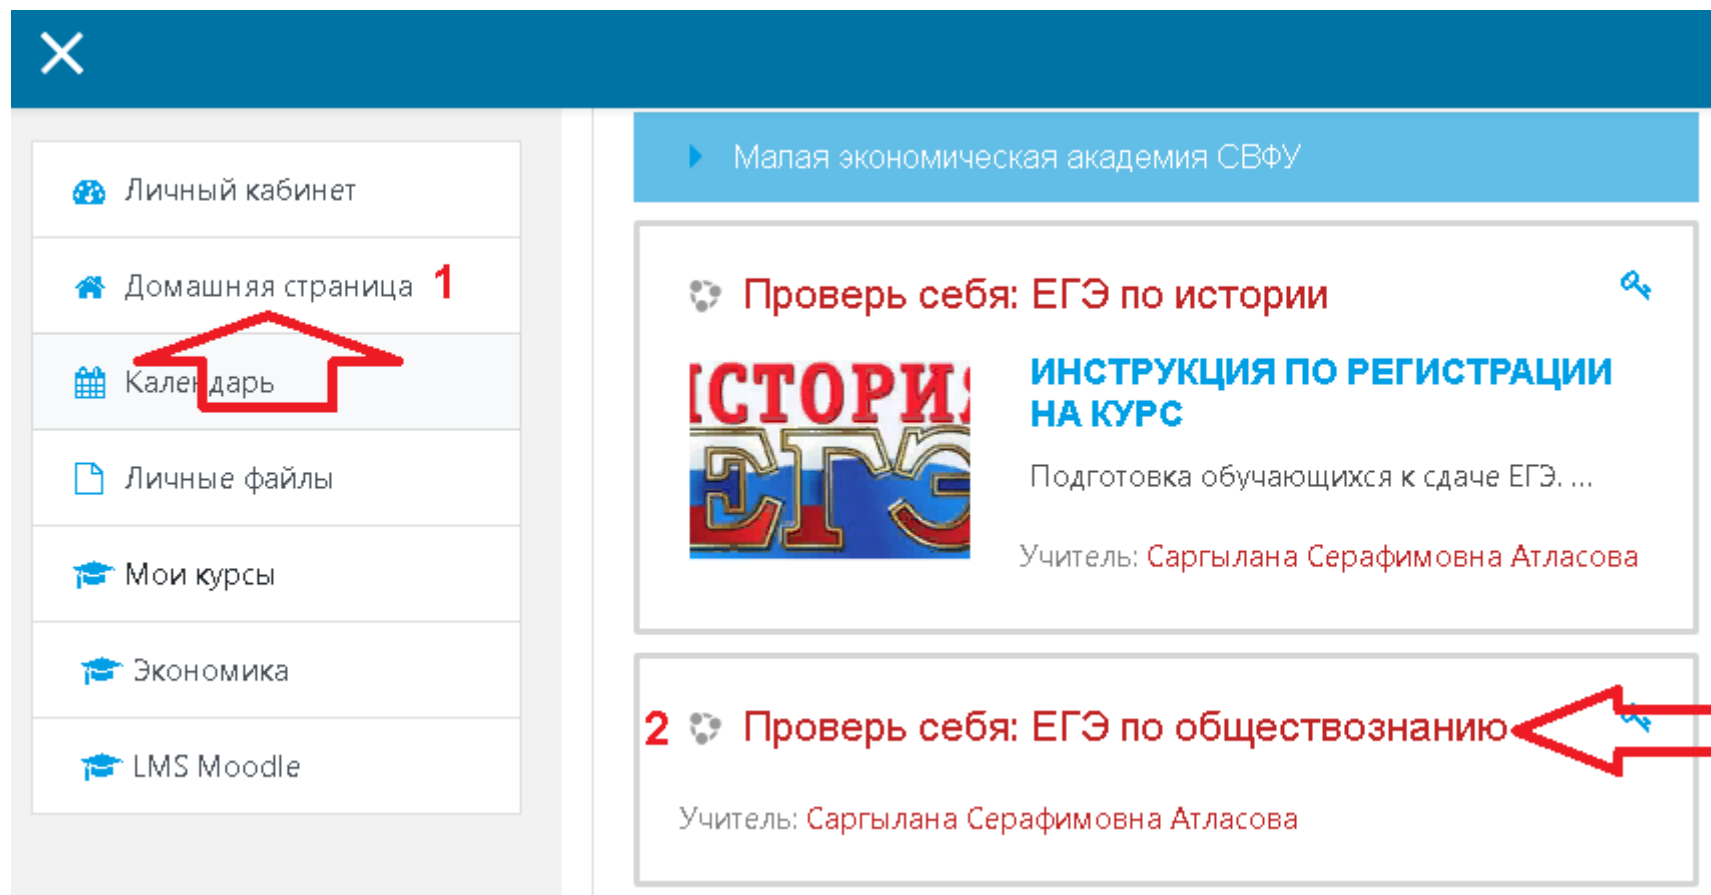 Личный кабинет
Домашняя страница 1
Календарь
Личные файлы
Мои курсы
Экономика
LMS Moodle
Малая экономическая академия СВФУ
Проверь себя: ЕГЭ по истории
ИСТОРИЯ
ЕГЭ
ИНСТРУКЦИЯ ПО РЕГИСТРАЦИИ
НА КУРС
Подготовка обучающихся к сдаче ЕГЭ. ...
Учитель: Саргылана Серафимовна Атласова
2 Проверь себя: ЕГЭ по обществознанию
Учитель: Саргылана Серафимовна Атласова